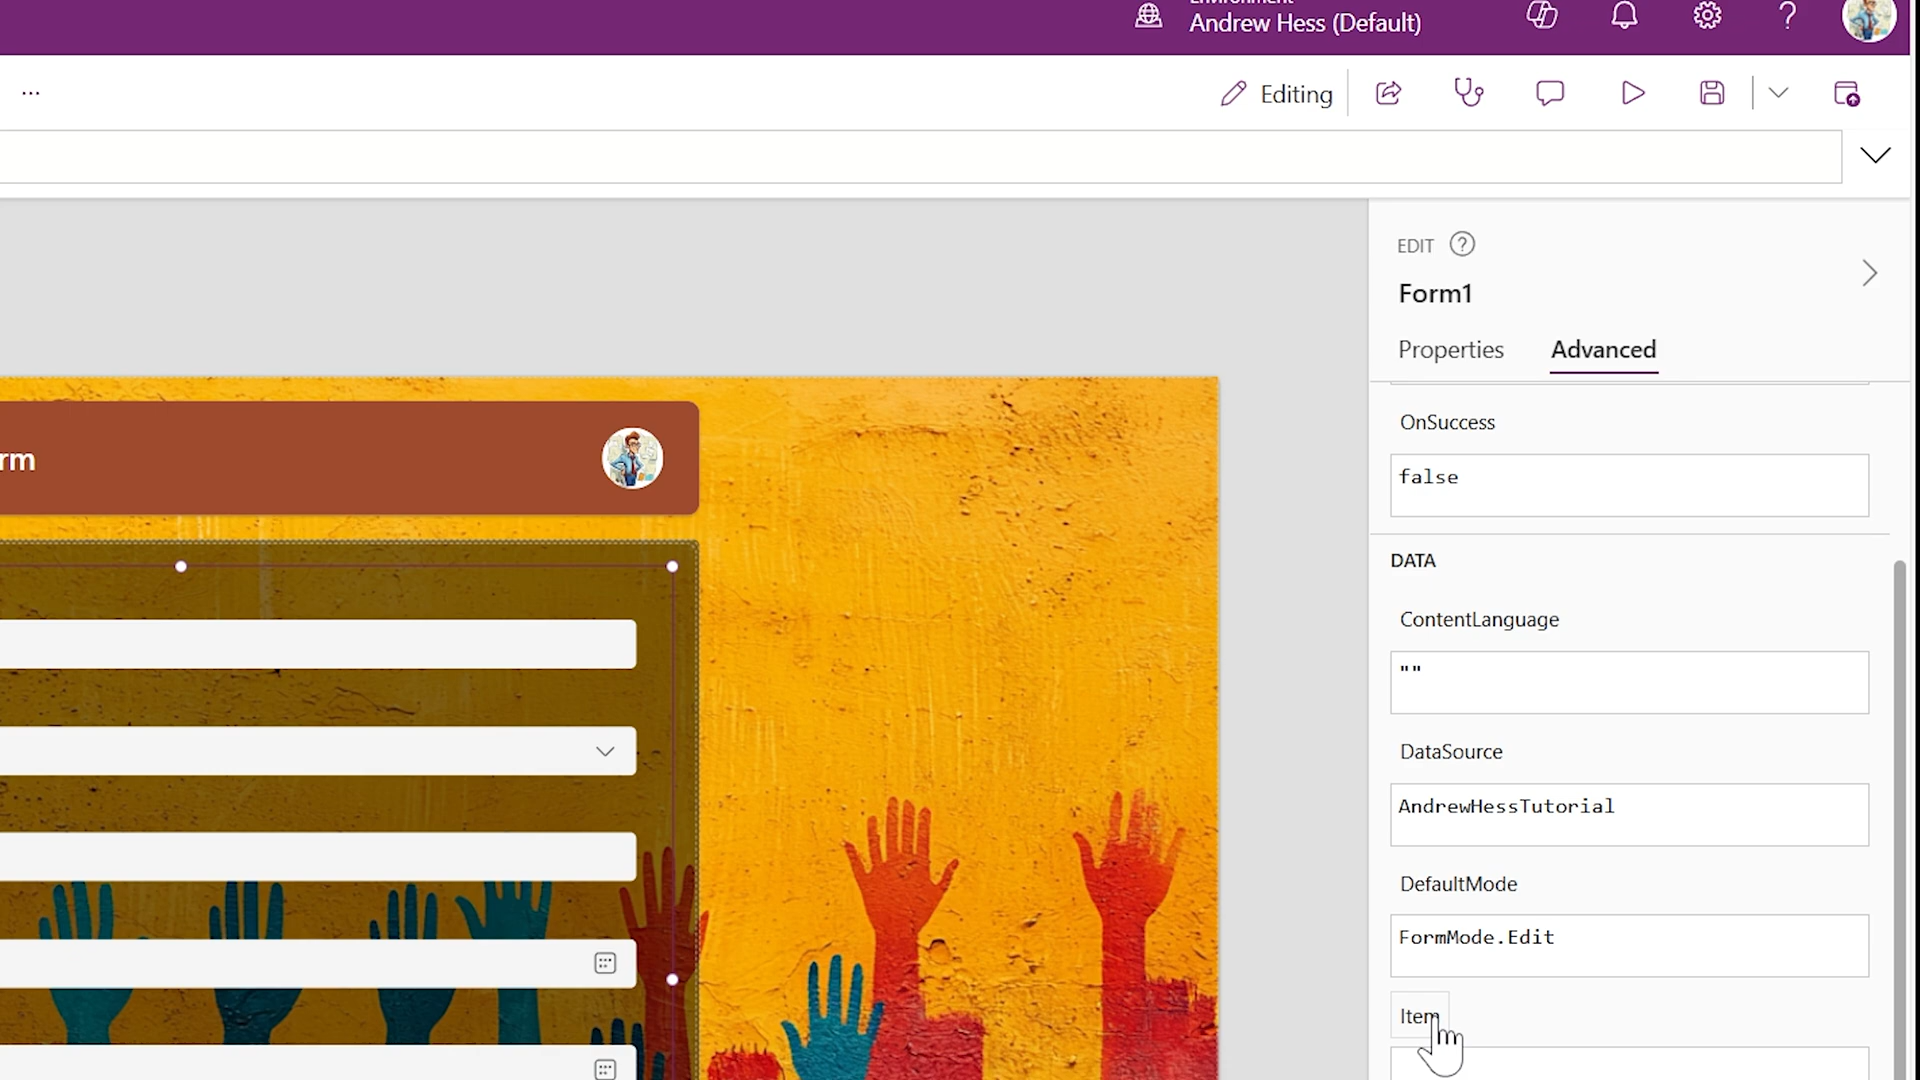 Andrew Hess (Default)
...
Editing
EDIT
Form1
Properties
Advanced
OnSuccess
false
DATA
ContentLanguage
""
DataSource
AndrewHessTutorial
DefaultMode
FormMode.Edit
Item
rm